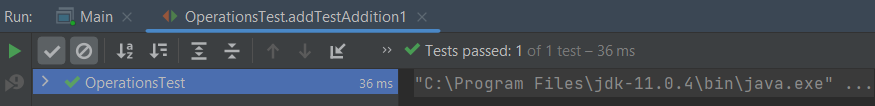 Run: Main OperationsTest.addTestAddition1
Tests passed: 1 of 1 test – 36 ms
OperationsTest 36 ms
"C:\Program Files\jdk-11.0.4\bin\java.exe" ...